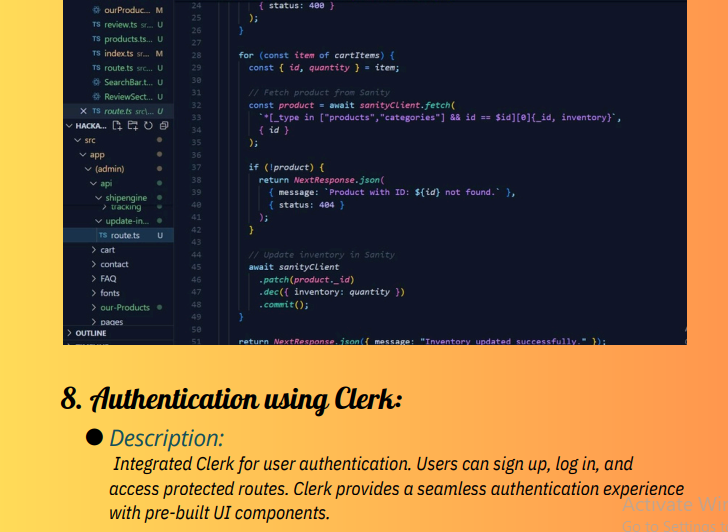 ourProduc... M
TS review.ts sr... U
TS products.ts... U
TS index.ts sr... M
TS route.ts src... U
SearchBar.t... U
ReviewSect... U
TS route.ts src\... U
HACKA...
src
app
(admin)
api
shipengine
tracking
update-in...
TS route.ts U
cart
contact
FAQ
fonts
our-Products
pages
OUTLINE
24 { status: 400 }
25 );
26 }
27
28 for (const item of cartItems) {
29 const { id, quantity } = item;
30
31 // Fetch product from Sanity
32 const product = await sanityClient.fetch(
33 `*[_type in ["products","categories"] && id == $id][0]{_id, inventory}`,
34 { id }
35 );
36
37 if (!product) {
38 return NextResponse.json(
39 { message: `Product with ID: ${id} not found.` },
40 { status: 404 }
41 );
42 }
43
44 // Update inventory in Sanity
45 await sanityClient
46 .patch(product._id)
47 .dec({ inventory: quantity })
48 .commit();
49 }
50
51 return NextResponse.json({ message: "Inventory updated successfully." });
8. Authentication using Clerk:
Description:
Integrated Clerk for user authentication. Users can sign up, log in, and
access protected routes. Clerk provides a seamless authentication experience
with pre-built UI components.
Activate Wi
Go to Settings